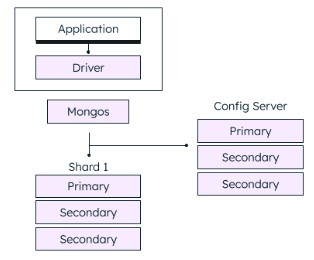 Application
Driver
Mongos
Config Server
Primary
Secondary
Secondary
Shard 1
Primary
Secondary
Secondary